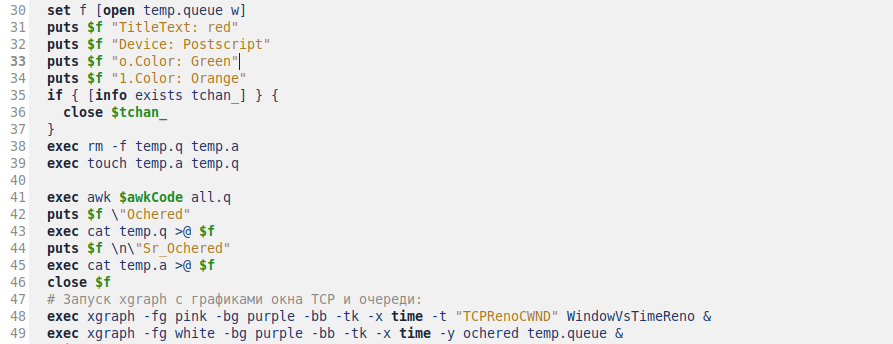 30 set f [open temp.queue w]
31 puts $f "TitleText: red"
32 puts $f "Device: Postscript"
33 puts $f "o.Color: Green"
34 puts $f "1.Color: Orange"
35 if { [info exists tchan_] } {
36 close $tchan_
37 }
38 exec rm -f temp.q temp.a
39 exec touch temp.a temp.q
40
41 exec awk $awkCode all.q
42 puts $f \"Ochered"
43 exec cat temp.q >@ $f
44 puts $f \n\"Sr_Ochered"
45 exec cat temp.a >@ $f
46 close $f
47 # Запуск xgraph с графиками окна TCP и очереди:
48 exec xgraph -fg pink -bg purple -bb -tk -x time -t "TCPRenoCWND" WindowVsTimeReno &
49 exec xgraph -fg white -bg purple -bb -tk -x time -y ochered temp.queue &